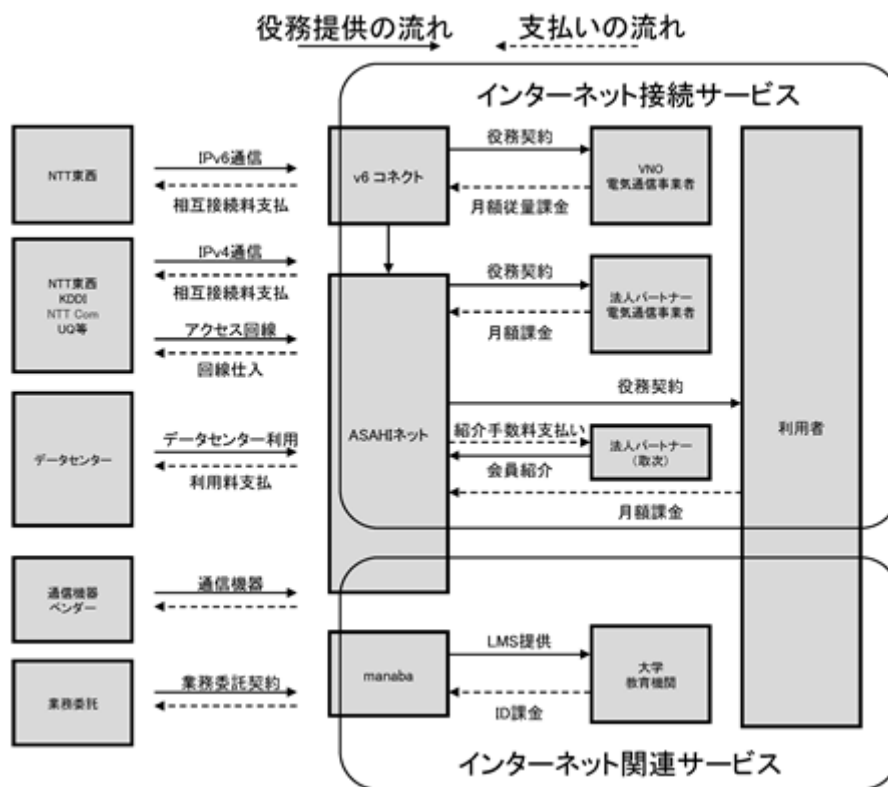 役務提供の流れ
支払いの流れ
インターネット接続サービス
NTT東西
IPv6通信
相互接続料支払
v6 コネクト
役務契約
月額従量課金
VNO
電気通信事業者
NTT東西
KDDI
NTT Com
UQ等
IPv4通信
相互接続料支払
アクセス回線
回線仕入
役務契約
月額課金
法人パートナー
電気通信事業者
役務契約
データセンター
データセンター利用
利用料支払
ASAHIネット
紹介手数料支払い
会員紹介
法人パートナー
(取次)
月額課金
利用者
通信機器
ベンダー
通信機器
業務委託
業務委託契約
manaba
LMS提供
ID課金
大学
教育機関
インターネット関連サービス